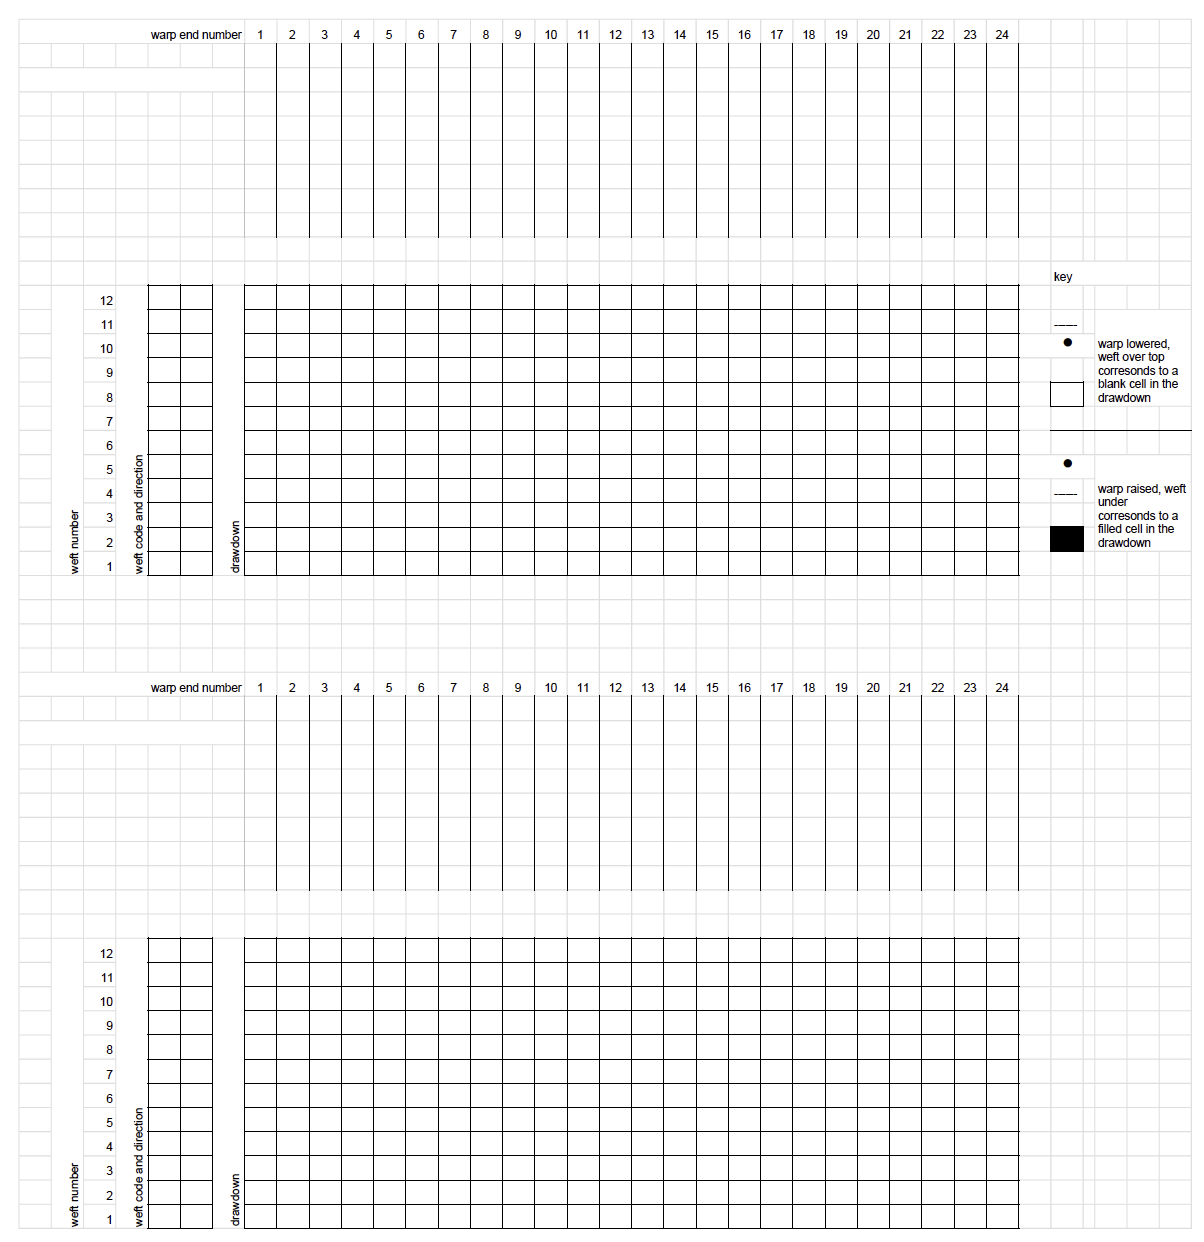 warp end number 1 2 3 4 5 6 7 8 9 10 11 12 13 14 15 16 17 18 19 20 21 22 23 24
key
12
11
10
9
8
7
6
5
4
3
2
1
weft number
weft code and direction
drawdown
warp lowered,
weft over top
corresonds to a
blank cell in the
drawdown
warp raised, weft
under
corresonds to a
filled cell in the
drawdown
warp end number 1 2 3 4 5 6 7 8 9 10 11 12 13 14 15 16 17 18 19 20 21 22 23 24
12
11
10
9
8
7
6
5
4
3
2
1
weft number
weft code and direction
drawdown